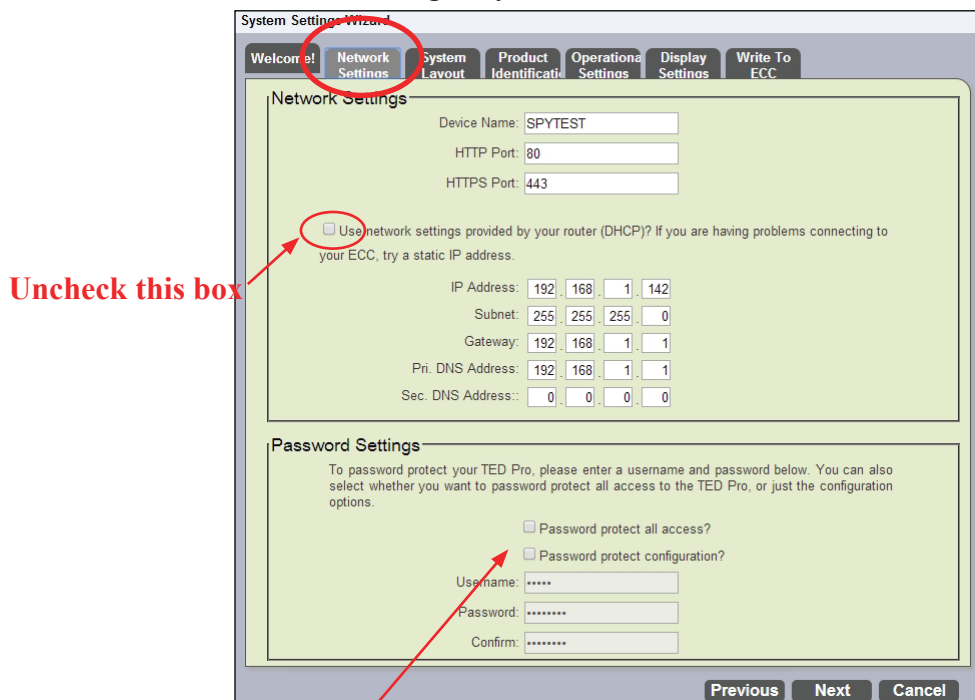 System Settings Wizard
Welcome! Network Settings System Layout Product Identificatio Operationa Settings Display Settings Write To ECC
Network Settings
Device Name: SPYTEST
HTTP Port: 80
HTTPS Port: 443
Use network settings provided by your router (DHCP)? If you are having problems connecting to
your ECC, try a static IP address.
Uncheck this box
IP Address: 192 . 168 . 1 . 142
Subnet: 255 . 255 . 255 . 0
Gateway: 192 . 168 . 1 . 1
Pri. DNS Address: 192 . 168 . 1 . 1
Sec. DNS Address:: 0 . 0 . 0 . 0
Password Settings
To password protect your TED Pro, please enter a username and password below. You can also
select whether you want to password protect all access to the TED Pro, or just the configuration
options.
Password protect all access?
Password protect configuration?
Username: •••••
Password: ••••••••
Confirm: ••••••••
Previous Next Cancel